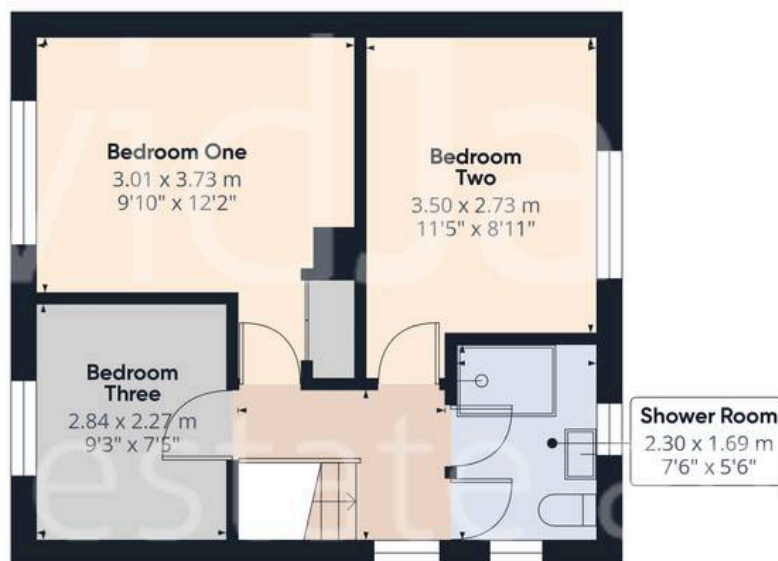 Bedroom One
3.01 x 3.73 m
9'10" x 12'2"
Bedroom
Two
3.50 x 2.73 m
11'5" x 8'11"
Bedroom
Three
2.84 x 2.27 m
9'3" x 7'5"
Shower Room
2.30 x 1.69 m
7'6" x 5'6"
vidJa
estate